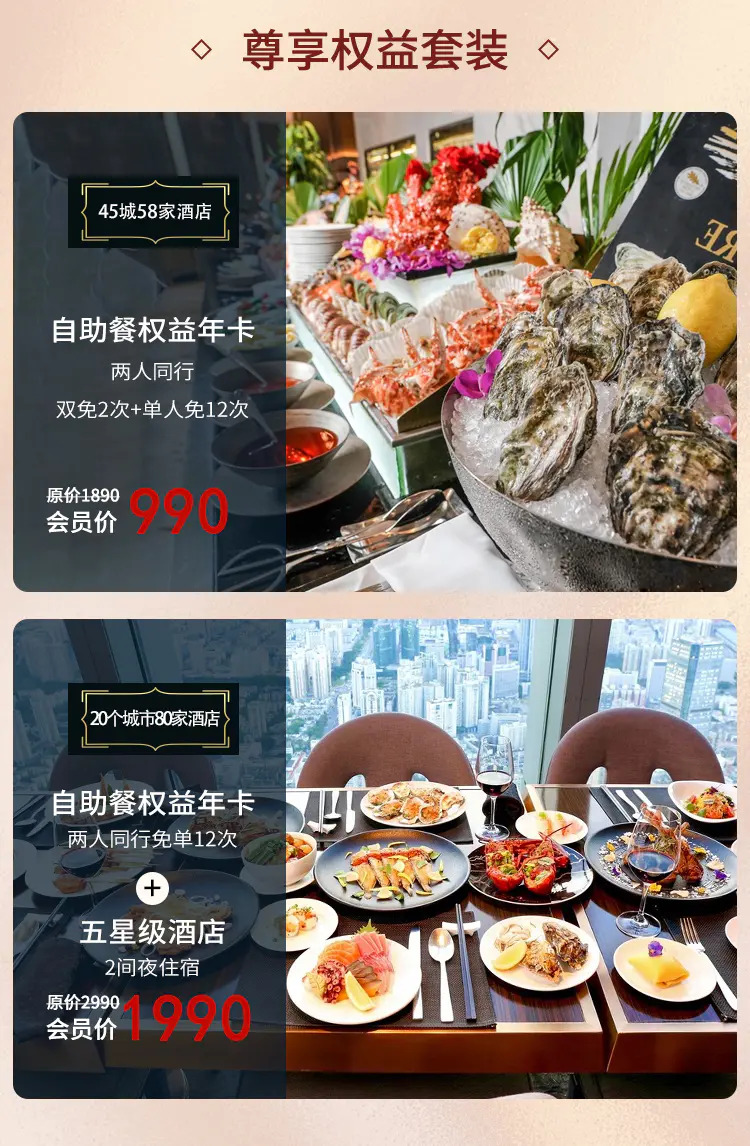 尊享权益套装
45城58家酒店
自助餐权益年卡
两人同行
双免2次+单人免12次
原价1890
会员价 990
20个城市80家酒店
自助餐权益年卡
两人同行免单12次
+
五星级酒店
2间夜住宿
原价2990
会员价1990